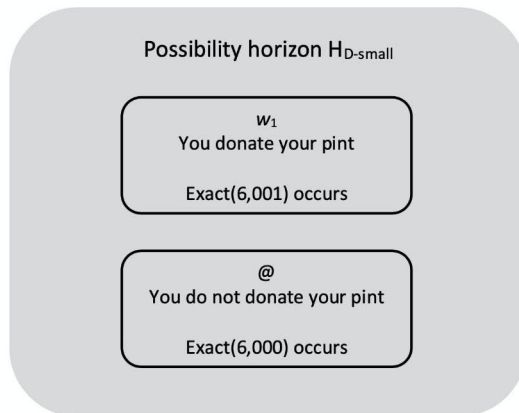 Possibility horizon H_D-small
w₁
You donate your pint
Exact(6,001) occurs
@
You do not donate your pint
Exact(6,000) occurs